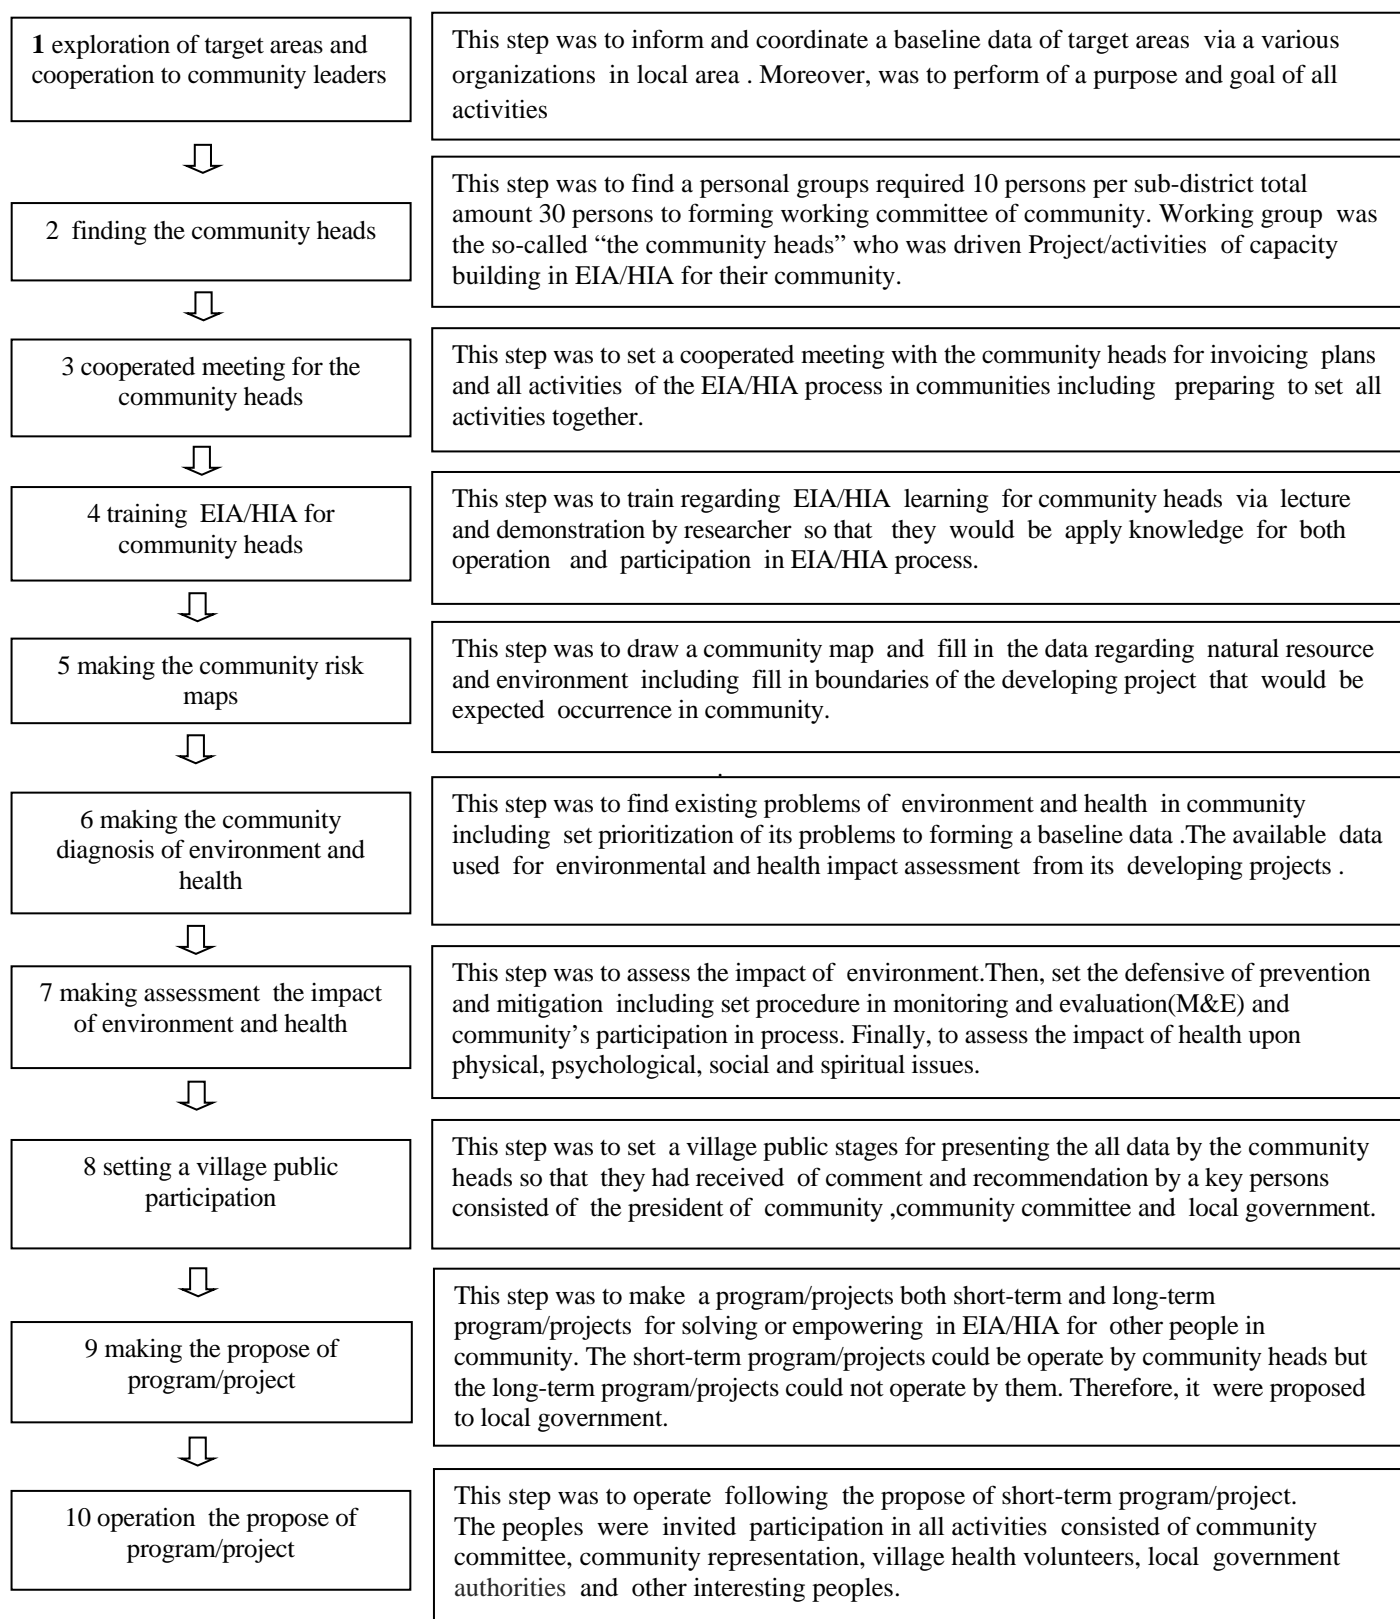 1 exploration of target areas and
cooperation to community leaders
This step was to inform and coordinate a baseline data of target areas via a various
organizations in local area . Moreover, was to perform of a purpose and goal of all
activities
2 finding the community heads
This step was to find a personal groups required 10 persons per sub-district total
amount 30 persons to forming working committee of community. Working group was
the so-called “the community heads” who was driven Project/activities of capacity
building in EIA/HIA for their community.
3 cooperated meeting for the
community heads
This step was to set a cooperated meeting with the community heads for invoicing plans
and all activities of the EIA/HIA process in communities including preparing to set all
activities together.
4 training EIA/HIA for
community heads
This step was to train regarding EIA/HIA learning for community heads via lecture
and demonstration by researcher so that they would be apply knowledge for both
operation and participation in EIA/HIA process.
5 making the community risk
maps
This step was to draw a community map and fill in the data regarding natural resource
and environment including fill in boundaries of the developing project that would be
expected occurrence in community.
.
6 making the community
diagnosis of environment and
health
This step was to find existing problems of environment and health in community
including set prioritization of its problems to forming a baseline data .The available data
used for environmental and health impact assessment from its developing projects .
7 making assessment the impact
of environment and health
This step was to assess the impact of environment.Then, set the defensive of prevention
and mitigation including set procedure in monitoring and evaluation(M&E) and
community’s participation in process. Finally, to assess the impact of health upon
physical, psychological, social and spiritual issues.
8 setting a village public
participation
This step was to set a village public stages for presenting the all data by the community
heads so that they had received of comment and recommendation by a key persons
consisted of the president of community ,community committee and local government.
9 making the propose of
program/project
This step was to make a program/projects both short-term and long-term
program/projects for solving or empowering in EIA/HIA for other people in
community. The short-term program/projects could be operate by community heads but
the long-term program/projects could not operate by them. Therefore, it were proposed
to local government.
10 operation the propose of
program/project
This step was to operate following the propose of short-term program/project.
The peoples were invited participation in all activities consisted of community
committee, community representation, village health volunteers, local government
authorities and other interesting peoples.